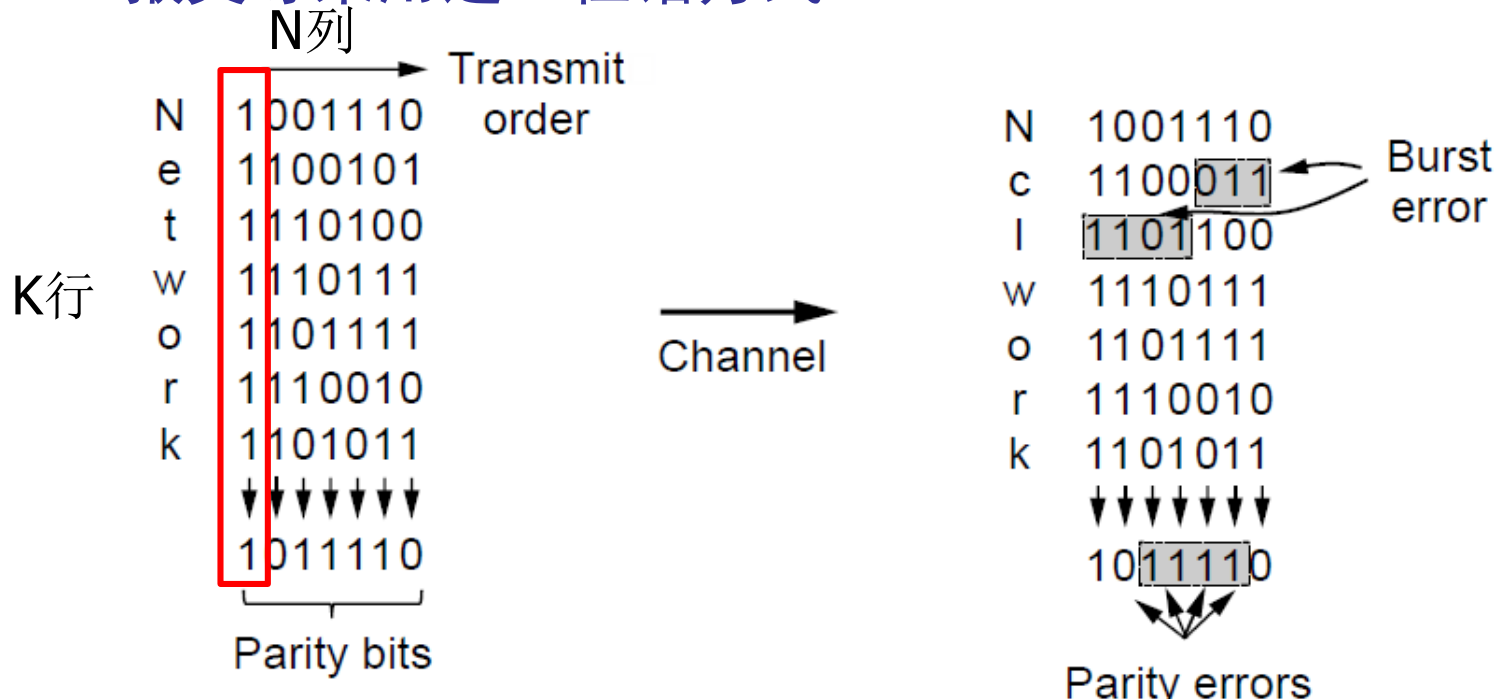 N列
Transmit order
N 1001110
e 1100101
t 1110100
w 1110111
o 1101111
r 1110010
k 1101011
1011110
Parity bits
K行
Channel
N 1001110
c 1100011
l 1101100
w 1110111
o 1101111
r 1110010
k 1101011
1011110
Burst error
Parity errors